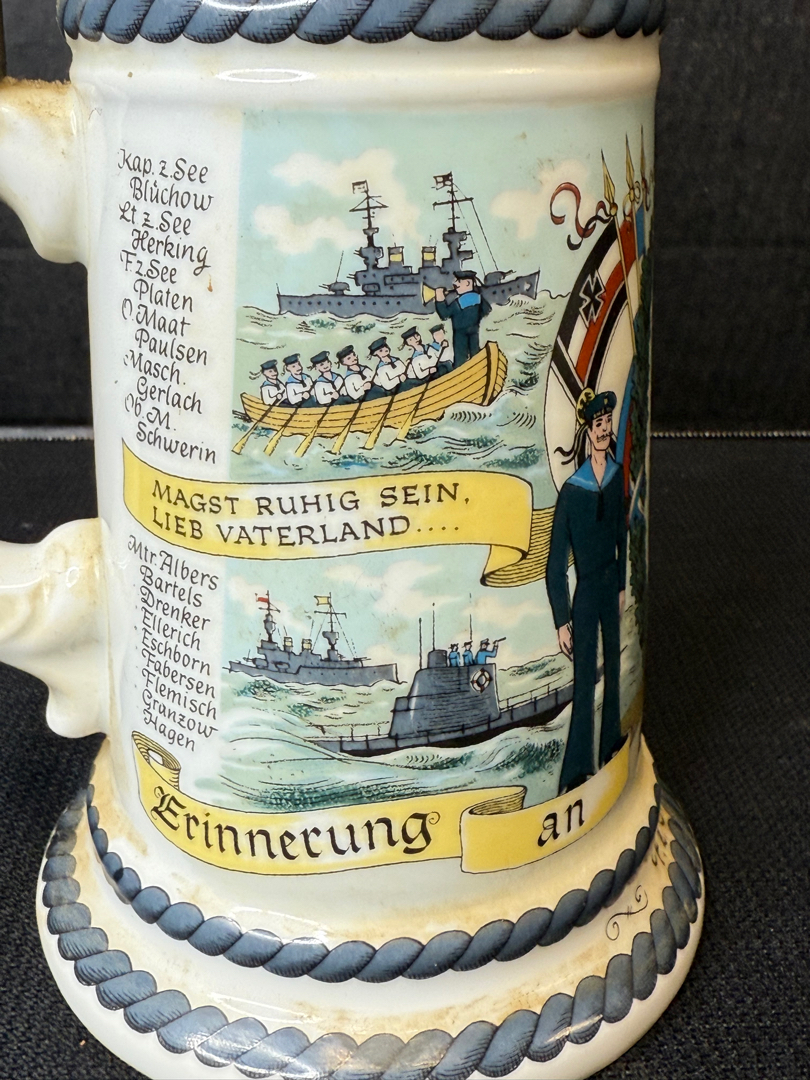 Kap. z. See
Blüchow
Lt z. See
Herking
F. z See
Platen
O. Maat
Paulsen
Masch.
Gerlach
Ob. M.
Schwerin
MAGST RUHIG SEIN,
LIEB VATERLAND....
Mtr Albers
Bartels
Drenker
Ellerich
Eschborn
Fabersen
Flemisch
Granzow
Hagen
Erinnerung an